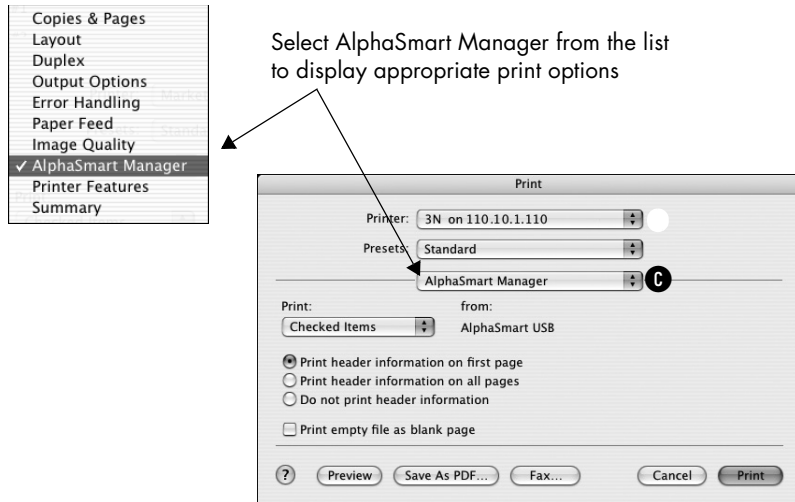 Copies & Pages
Layout
Duplex
Output Options
Error Handling
Paper Feed
Image Quality
✓ AlphaSmart Manager
Printer Features
Summary
Select AlphaSmart Manager from the list
to display appropriate print options
Print
Printer: 3N on 110.10.1.110
Presets: Standard
AlphaSmart Manager C
Print: from:
Checked Items AlphaSmart USB
Print header information on first page
Print header information on all pages
Do not print header information
Print empty file as blank page
? Preview Save As PDF... Fax... Cancel Print